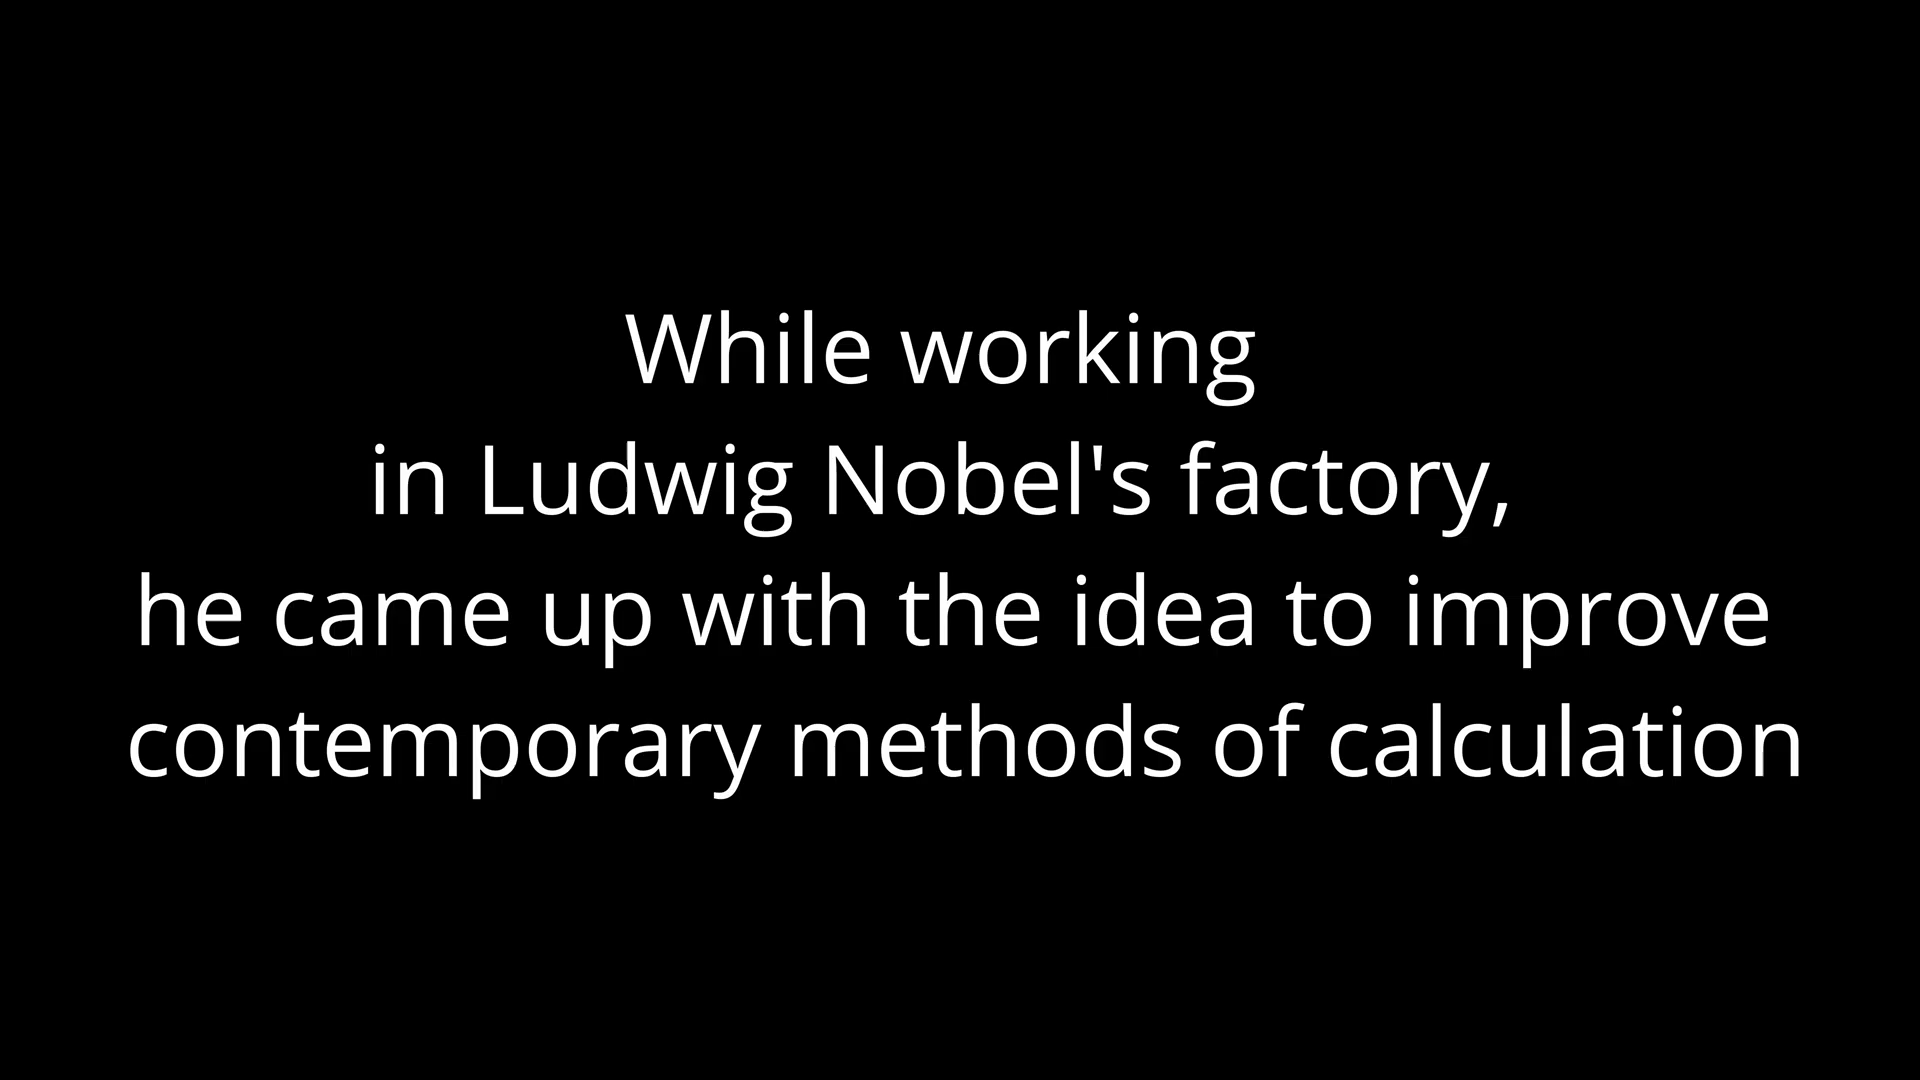 While working
in Ludwig Nobel's factory,
he came up with the idea to improve
contemporary methods of calculation